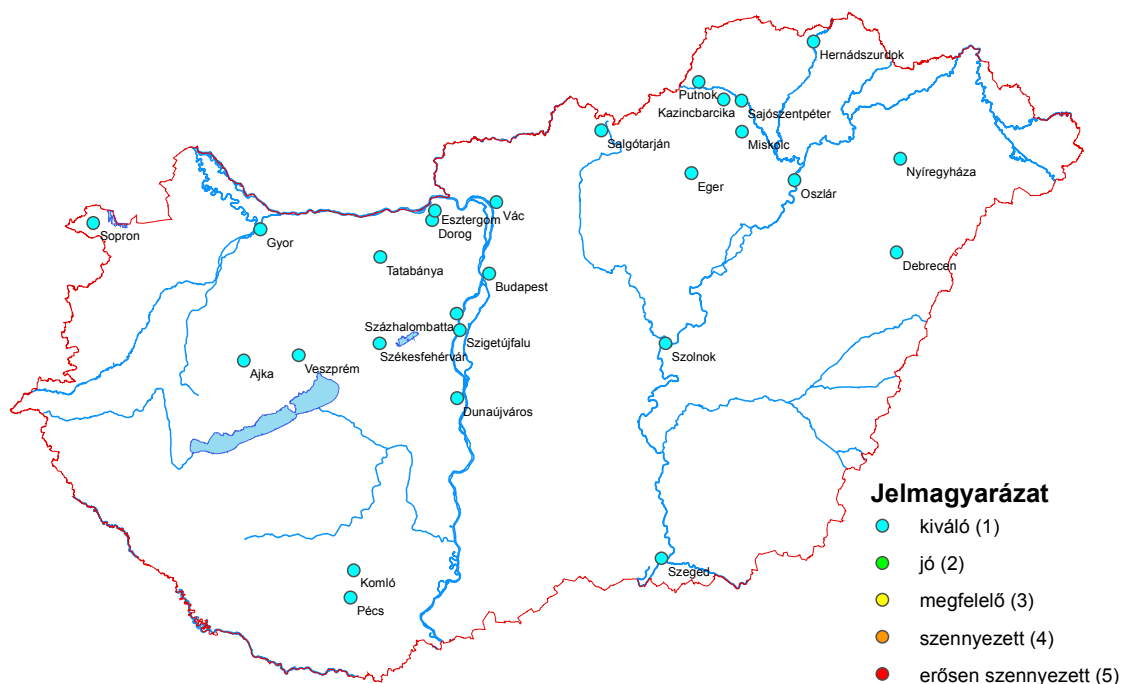 Hernádszurdok
Putnok
Kazincbarcika
Sajószentpéter
Salgótarján
Miskolc
Nyíregyháza
Eger
Oszlár
Vác
Esztergom
Dorog
Sopron
Gyor
Tatabánya
Debrecen
Budapest
Százhalombatta
Szigetújfalu
Székesfehérvár
Szolnok
Veszprém
Ajka
Dunaújváros
Szeged
Komló
Pécs
Jelmagyarázat
kiváló (1)
jó (2)
megfelelő (3)
szennyezett (4)
erősen szennyezett (5)